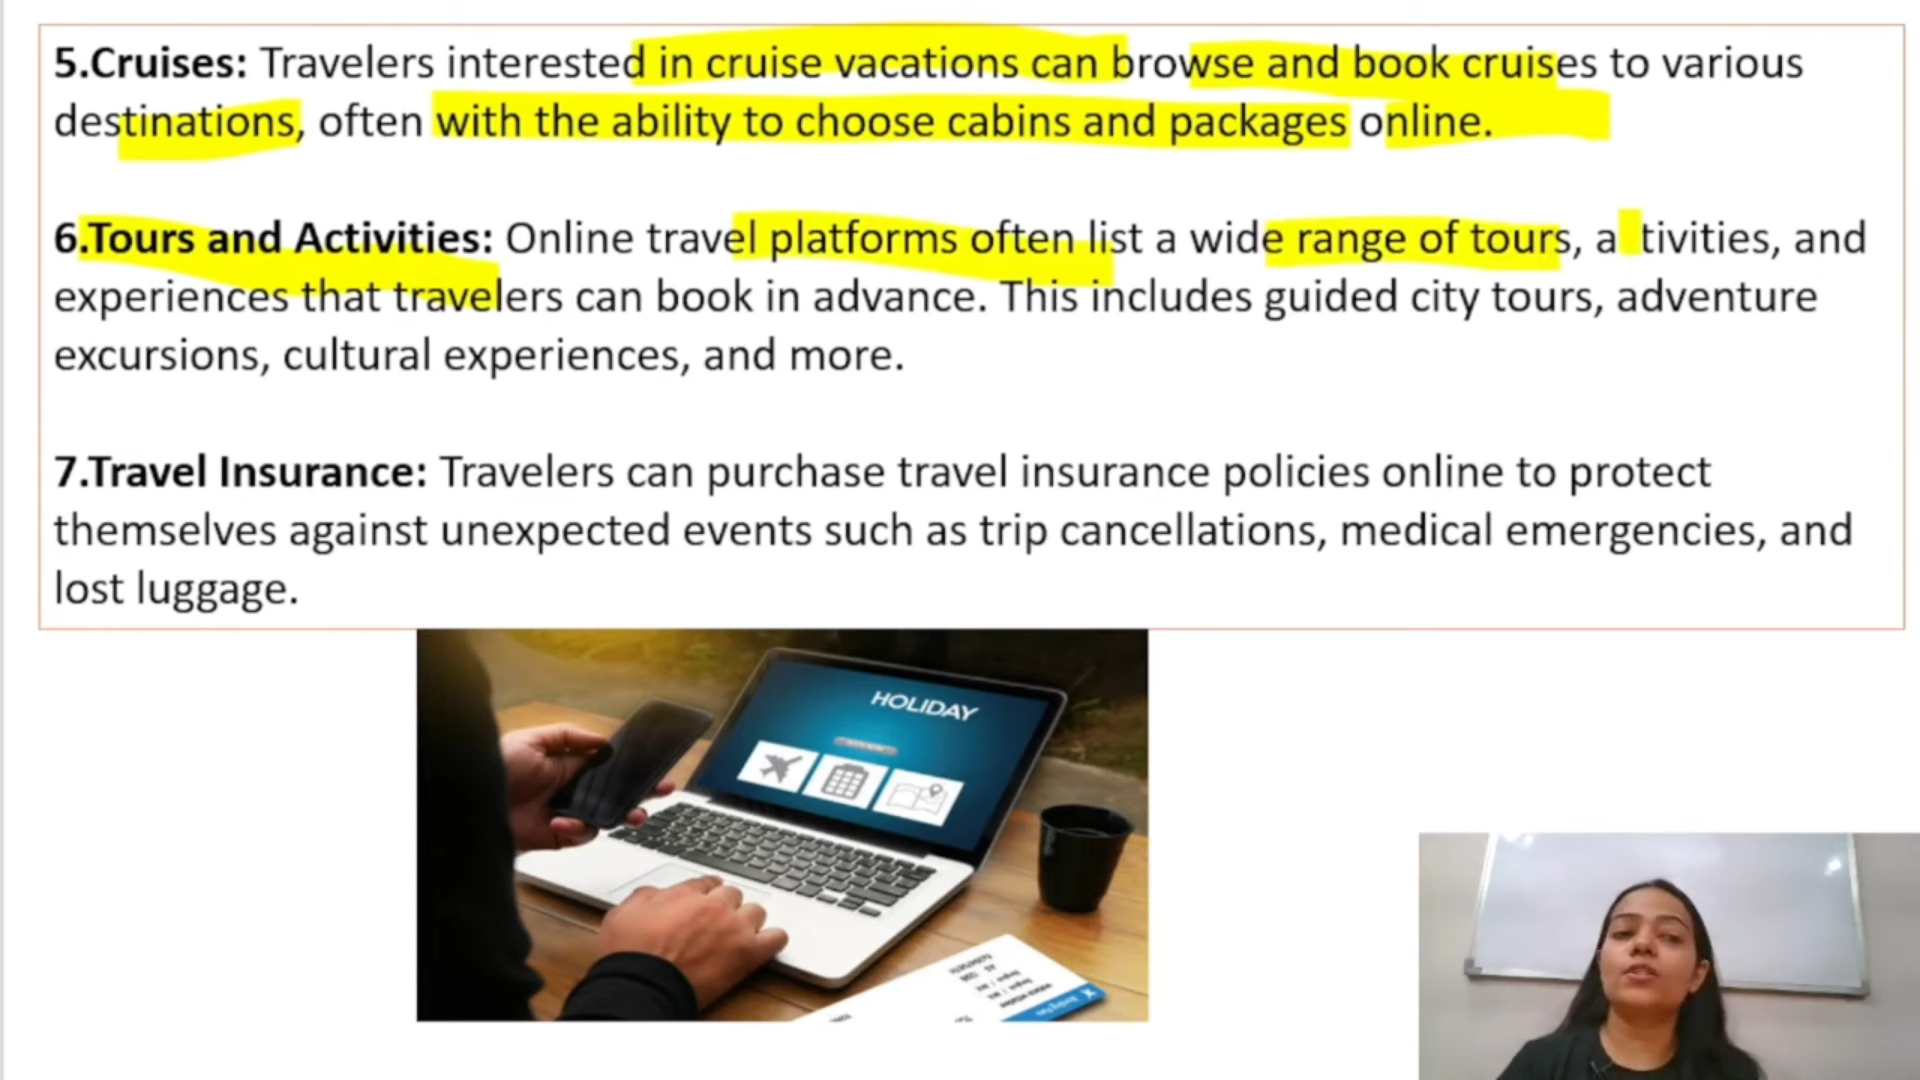 5.Cruises: Travelers interested in cruise vacations can browse and book cruises to various
destinations, often with the ability to choose cabins and packages online.
6.Tours and Activities: Online travel platforms often list a wide range of tours, a tivities, and
experiences that travelers can book in advance. This includes guided city tours, adventure
excursions, cultural experiences, and more.
7.Travel Insurance: Travelers can purchase travel insurance policies online to protect
themselves against unexpected events such as trip cancellations, medical emergencies, and
lost luggage.
HOLIDAY